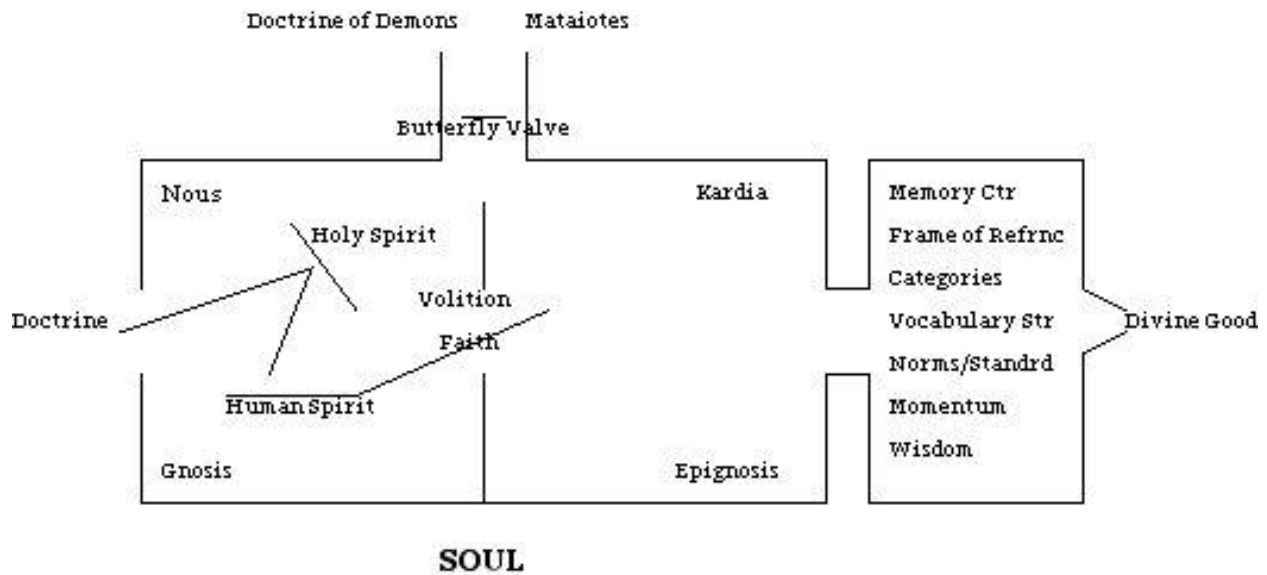 Doctrine of Demons
Mataiotes
Butterfly Valve
Nous
Kardia
Memory Ctr
Holy Spirit
Frame of Refrnc
Categories
Volition
Doctrine
Vocabulary Str
Divine Good
Faith
Norms/Standrd
Human Spirit
Momentum
Wisdom
Gnosis
Epignosis
SOUL